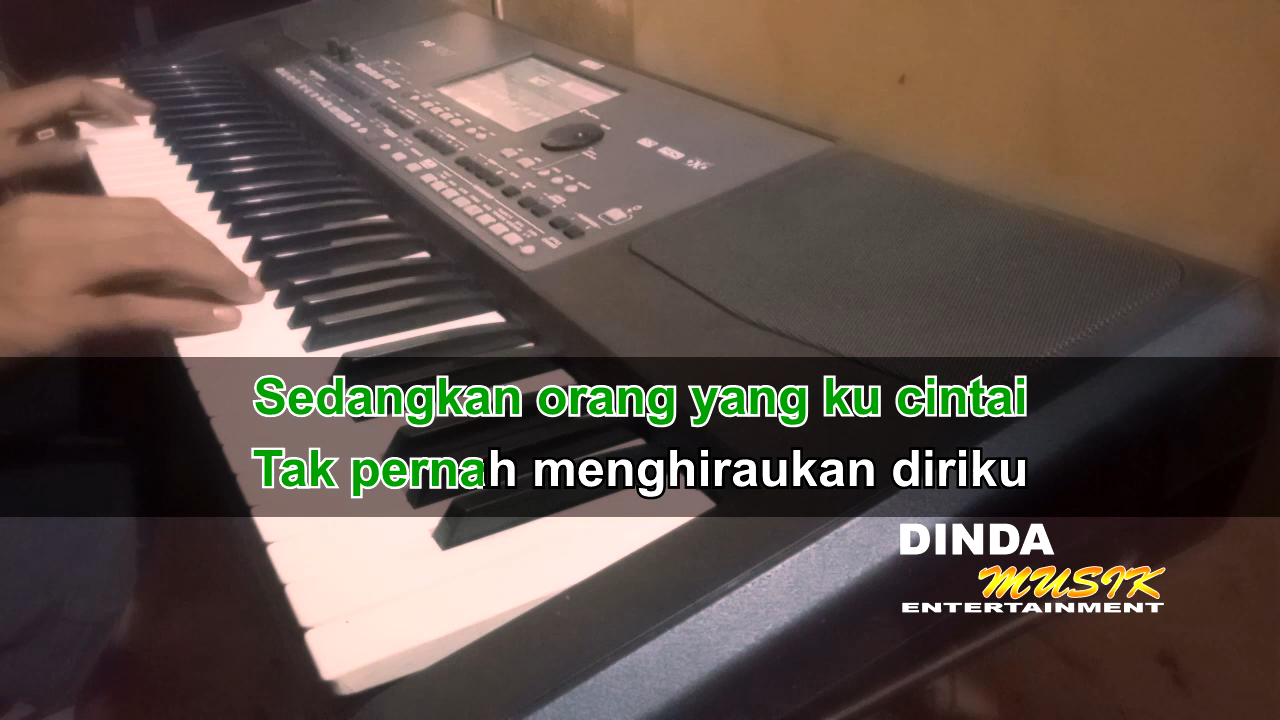 Sedangkan orang yang ku cintai
Tak pernah menghiraukan diriku
DINDA
MUSIK
ENTERTAINMENT